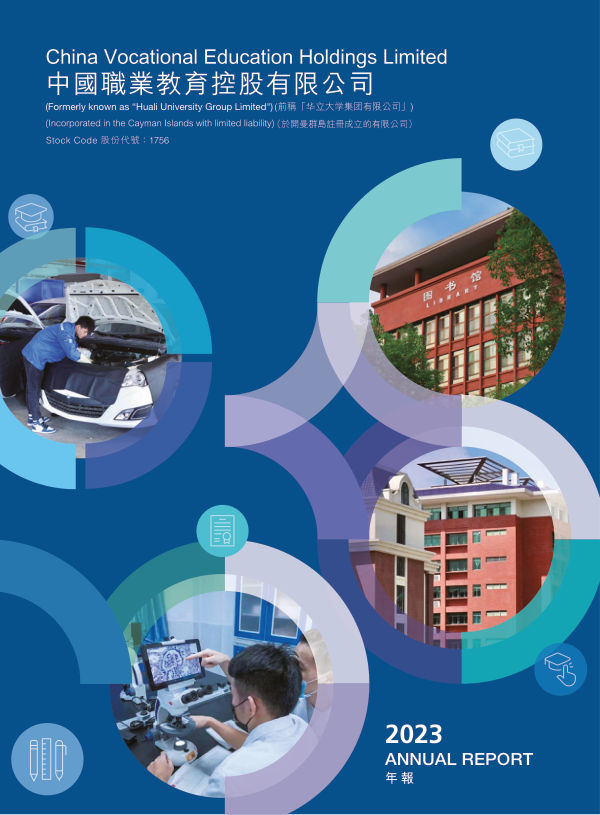 China Vocational Education Holdings Limited
中國職業教育控股有限公司
(Formerly known as “Huali University Group Limited”) (前稱「华立大学集团有限公司」)
(Incorporated in the Cayman Islands with limited liability) (於開曼群島註冊成立的有限公司)
Stock Code 股份代號：1756
图书馆
LIBRARY
2023
ANNUAL REPORT
年報